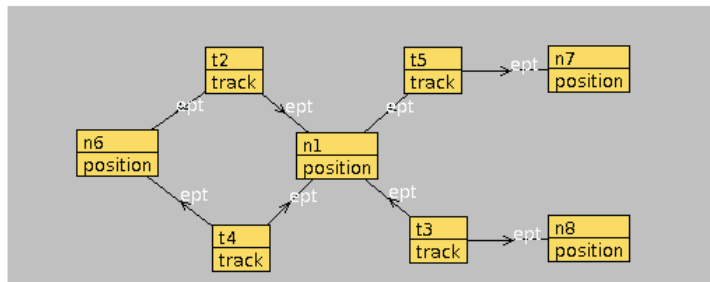 t2
track
ept
ept
t5
track
ept
ept
n7
position
n6
position
n1
position
ept
ept
t4
track
ept
t3
track
ept
n8
position